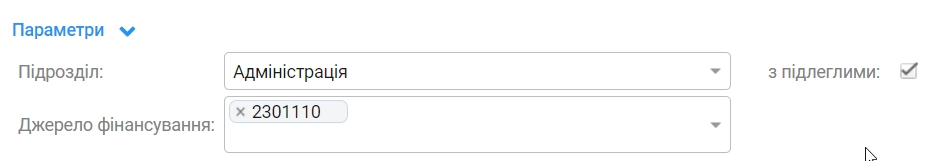 Параметри
Підрозділ: Адміністрація з підлеглими:
Джерело фінансування: × 2301110